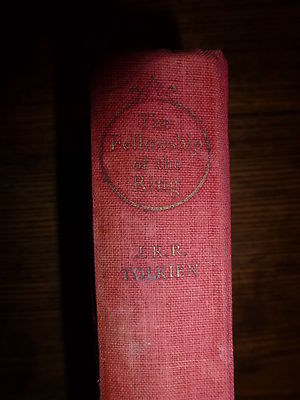 The
Fellowship
of the
Ring
J.R.R.
TOLKIEN